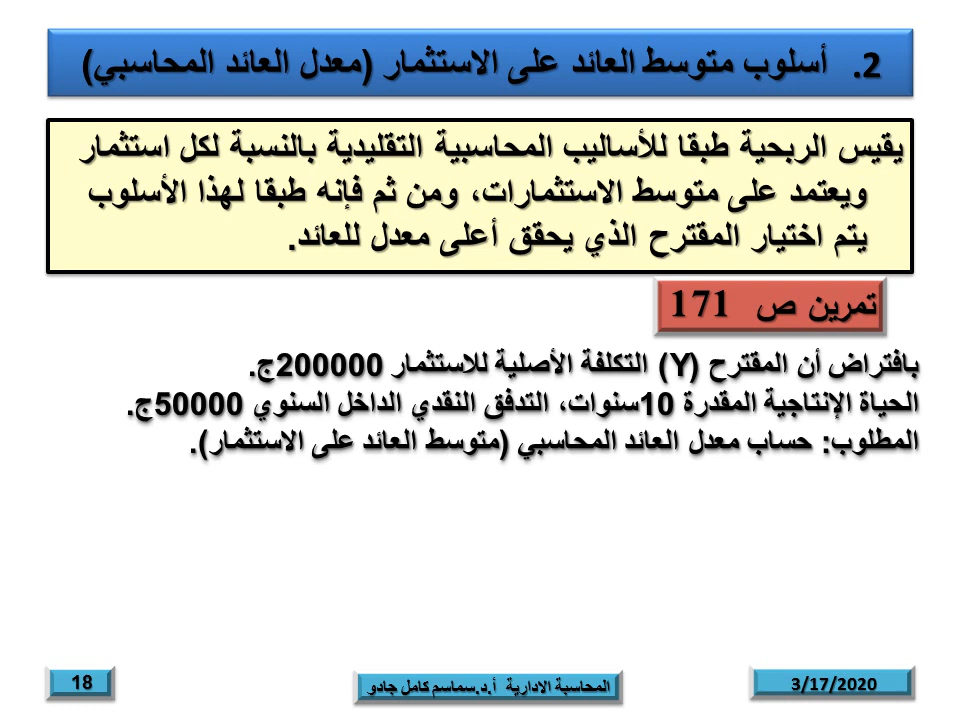 2. أسلوب متوسط العائد على الاستثمار (معدل العائد المحاسبي)
يقيس الربحية طبقا للأساليب المحاسبية التقليدية بالنسبة لكل استثمار
ويعتمد على متوسط الاستثمارات، ومن ثم فإنه طبقا لهذا الأسلوب
يتم اختيار المقترح الذي يحقق أعلى معدل للعائد.
تمرين ص 171
بافتراض أن المقترح (Y) التكلفة الأصلية للاستثمار 200000ج.
الحياة الإنتاجية المقدرة 10سنوات، التدفق النقدي الداخل السنوي 50000ج.
المطلوب: حساب معدل العائد المحاسبي (متوسط العائد على الاستثمار).
18
المحاسبة الادارية أ.د.سماسم كامل جادو
3/17/2020